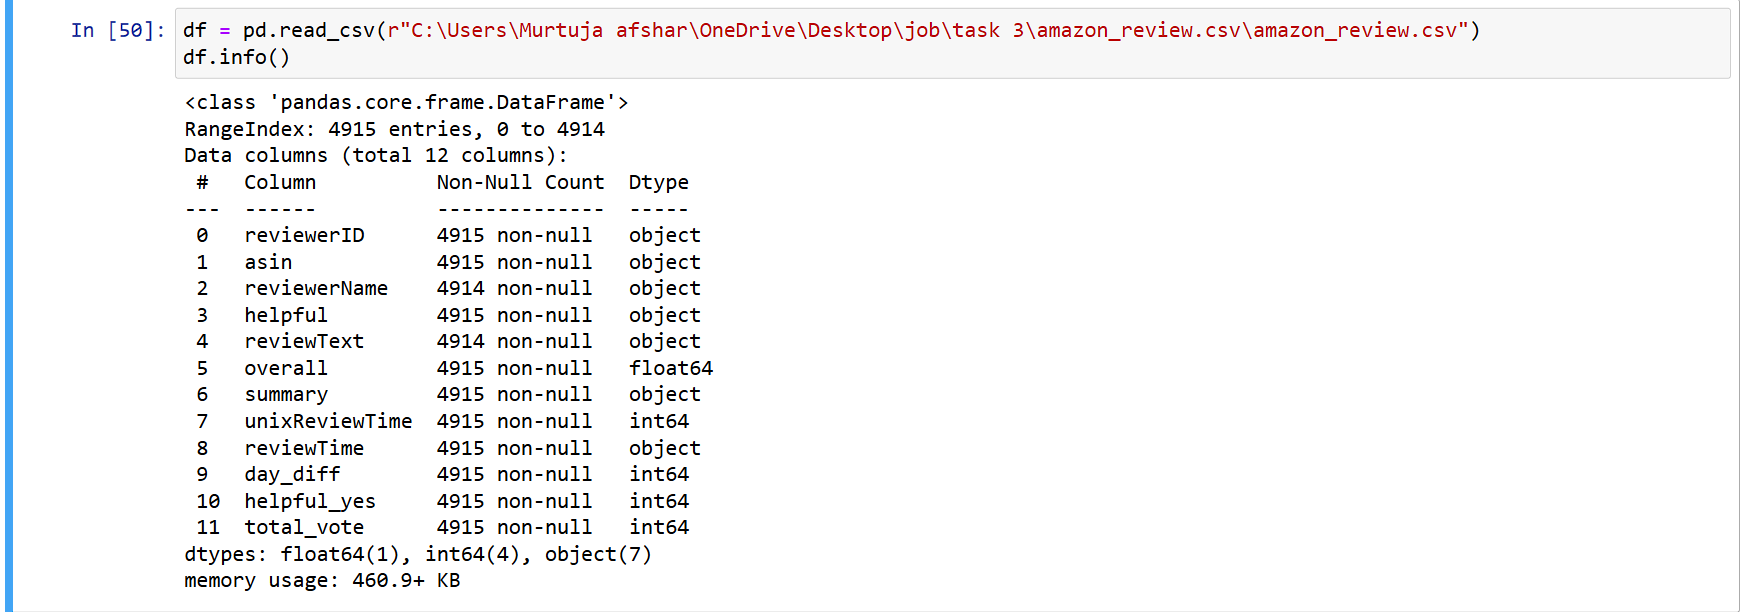 In [50]: df = pd.read_csv(r"C:\Users\Murtuja afshar\OneDrive\Desktop\job\task 3\amazon_review.csv\amazon_review.csv")
df.info()
<class 'pandas.core.frame.DataFrame'>
RangeIndex: 4915 entries, 0 to 4914
Data columns (total 12 columns):
 #   Column          Non-Null Count  Dtype
---  ------          --------------  -----
 0   reviewerID      4915 non-null   object
 1   asin            4915 non-null   object
 2   reviewerName    4914 non-null   object
 3   helpful         4915 non-null   object
 4   reviewText      4914 non-null   object
 5   overall         4915 non-null   float64
 6   summary         4915 non-null   object
 7   unixReviewTime  4915 non-null   int64
 8   reviewTime      4915 non-null   object
 9   day_diff        4915 non-null   int64
 10  helpful_yes     4915 non-null   int64
 11  total_vote      4915 non-null   int64
dtypes: float64(1), int64(4), object(7)
memory usage: 460.9+ KB